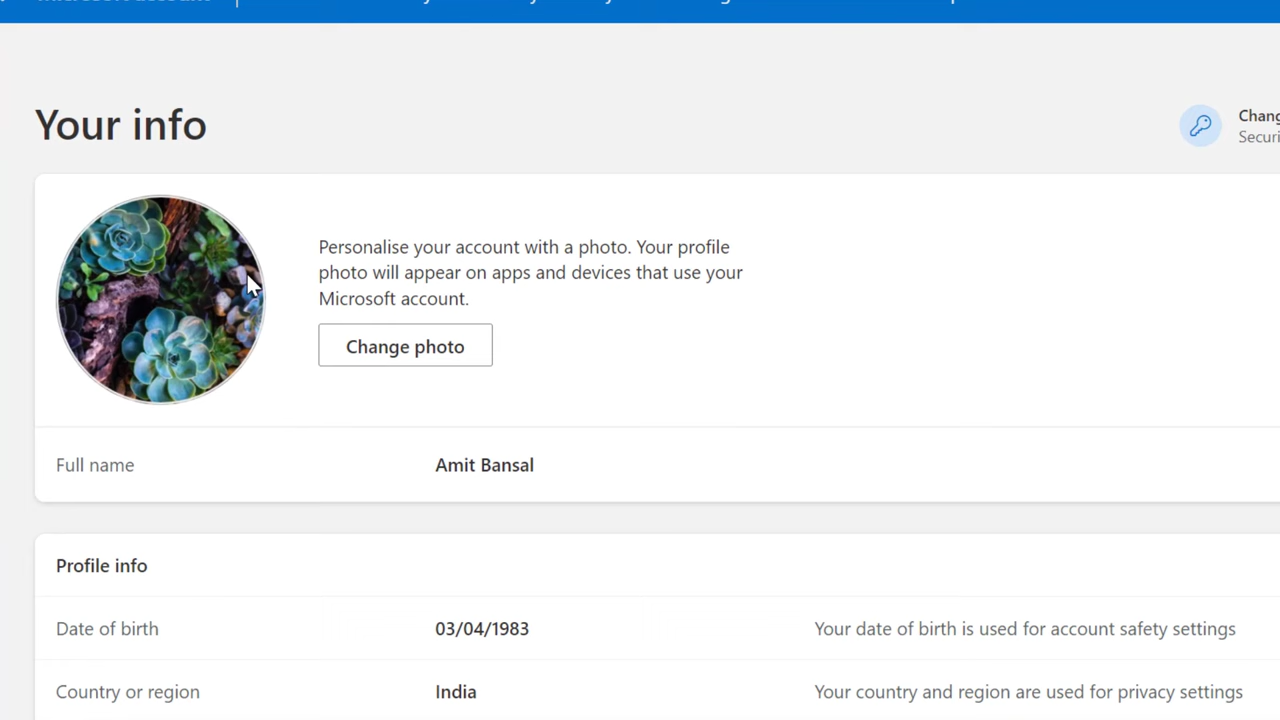 Your info
Chang
Securi
Personalise your account with a photo. Your profile
photo will appear on apps and devices that use your
Microsoft account.
Change photo
Full name Amit Bansal
Profile info
Date of birth 03/04/1983 Your date of birth is used for account safety settings
Country or region India Your country and region are used for privacy settings